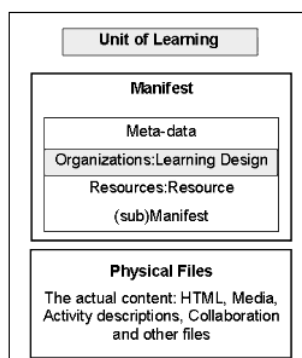 Unit of Learning
Manifest
Meta-data
Organizations:Learning Design
Resources:Resource
(sub)Manifest
Physical Files
The actual content: HTML, Media,
Activity descriptions, Collaboration
and other files